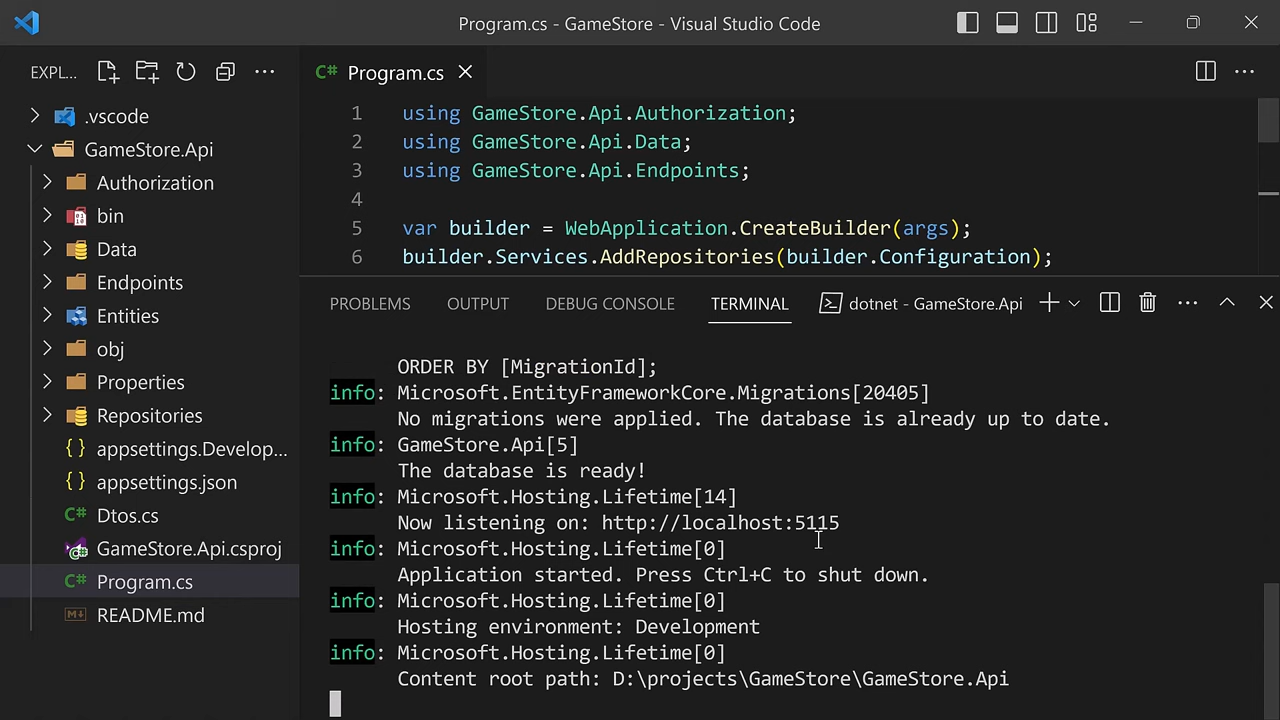 Program.cs - GameStore - Visual Studio Code
EXPL...
Program.cs
.vscode
GameStore.Api
Authorization
bin
Data
Endpoints
Entities
obj
Properties
Repositories
appsettings.Develop...
appsettings.json
Dtos.cs
GameStore.Api.csproj
Program.cs
README.md
1 using GameStore.Api.Authorization;
2 using GameStore.Api.Data;
3 using GameStore.Api.Endpoints;
4
5 var builder = WebApplication.CreateBuilder(args);
6 builder.Services.AddRepositories(builder.Configuration);
PROBLEMS OUTPUT DEBUG CONSOLE TERMINAL dotnet - GameStore.Api
ORDER BY [MigrationId];
info: Microsoft.EntityFrameworkCore.Migrations[20405]
No migrations were applied. The database is already up to date.
info: GameStore.Api[5]
The database is ready!
info: Microsoft.Hosting.Lifetime[14]
Now listening on: http://localhost:5115
info: Microsoft.Hosting.Lifetime[0]
Application started. Press Ctrl+C to shut down.
info: Microsoft.Hosting.Lifetime[0]
Hosting environment: Development
info: Microsoft.Hosting.Lifetime[0]
Content root path: D:\projects\GameStore\GameStore.Api